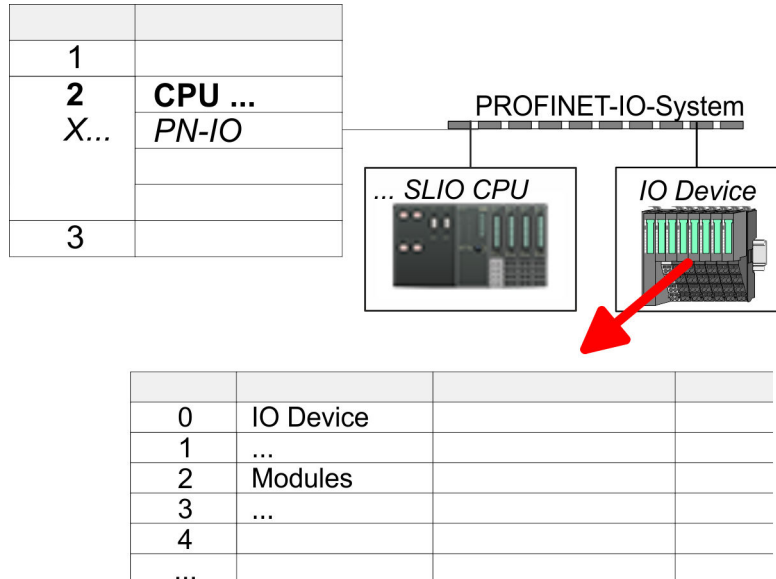 1
2 CPU ...
X... PN-IO
3
PROFINET-IO-System
... SLIO CPU
IO Device
0 IO Device
1 ...
2 Modules
3 ...
4
...